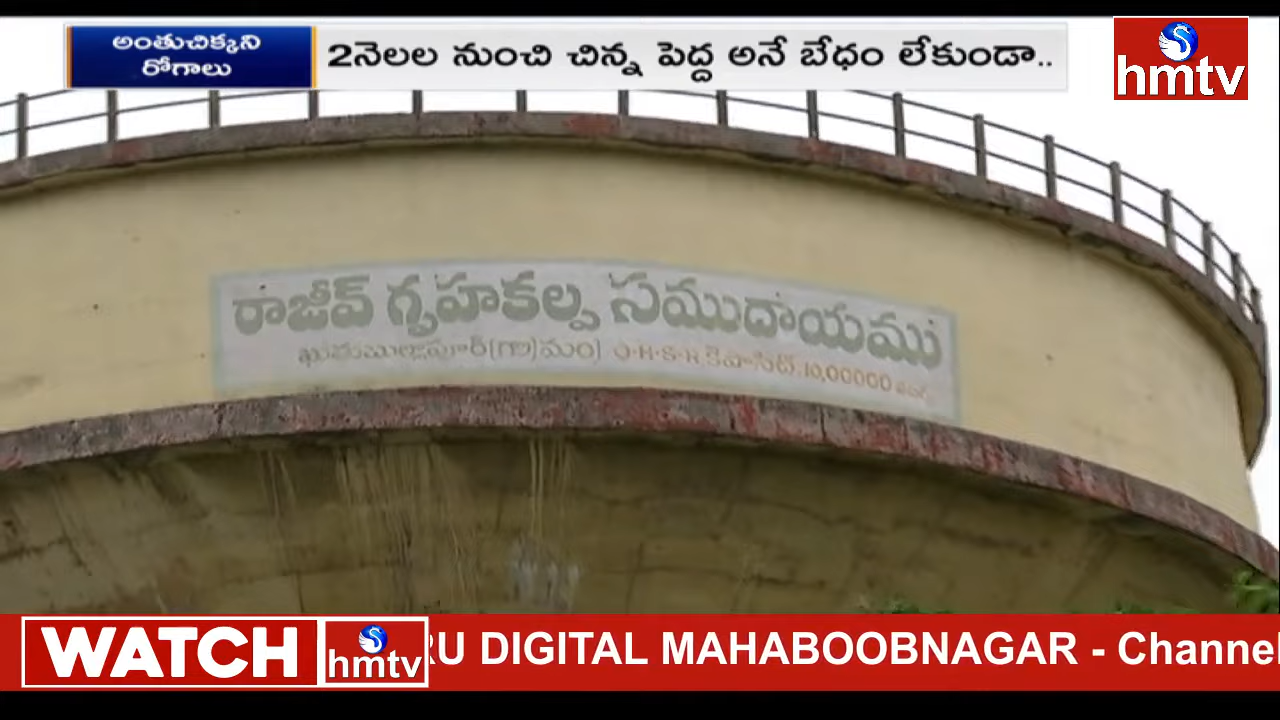 అంతుచిక్కని
రోగాలు
2నెలల నుంచి చిన్న పెద్ద అనే బేధం లేకుండా..
hmtv
రాజీవ్ గృహకల్ప సముదాయము
(గ్రా)మం) O.H.S.R. కెపాసిటీ. 10,00000
WATCH
hmtv
RU DIGITAL MAHABOOBNAGAR - Channel